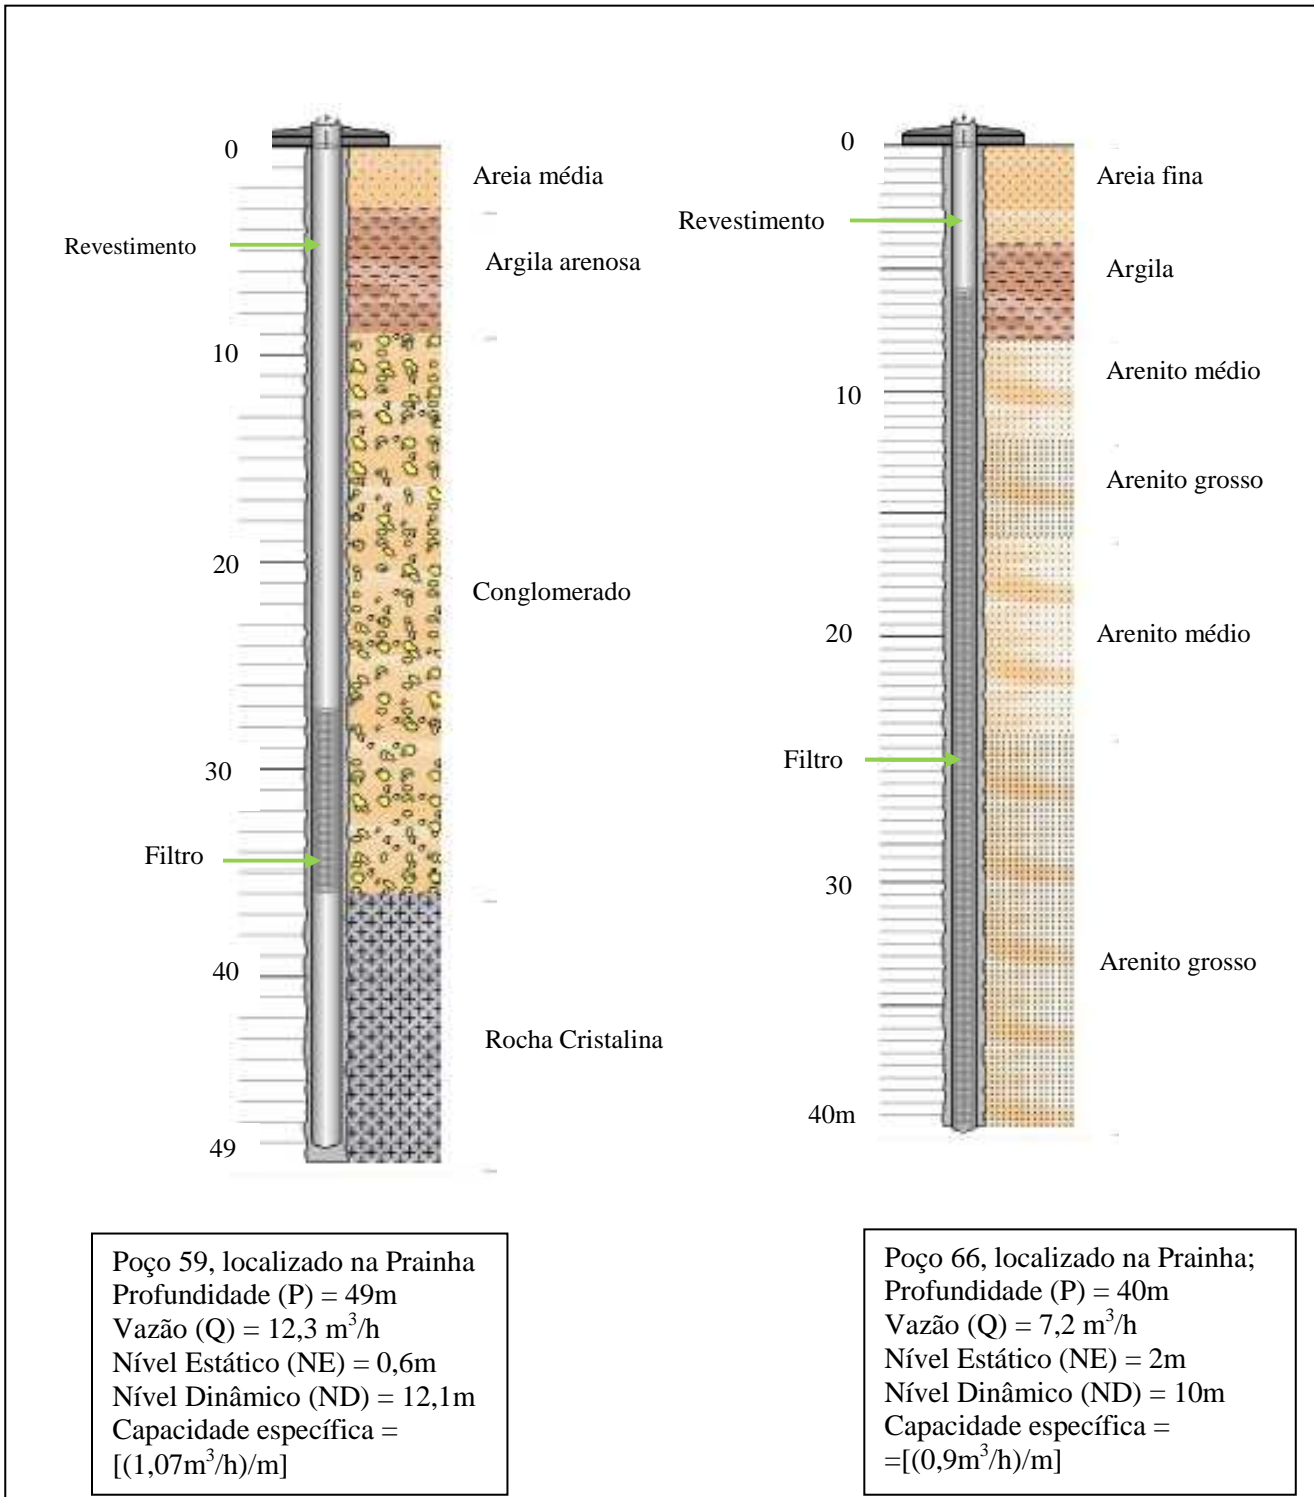 0
Areia média
Revestimento
Argila arenosa
10
20
Conglomerado
30
Filtro
40
Rocha Cristalina
49
0
Areia fina
Revestimento
Argila
Arenito médio
10
Arenito grosso
20
Arenito médio
Filtro
30
Arenito grosso
40m
Poço 59, localizado na Prainha
Profundidade (P) = 49m
Vazão (Q) = 12,3 m³/h
Nível Estático (NE) = 0,6m
Nível Dinâmico (ND) = 12,1m
Capacidade específica =
[(1,07m³/h)/m]
Poço 66, localizado na Prainha;
Profundidade (P) = 40m
Vazão (Q) = 7,2 m³/h
Nível Estático (NE) = 2m
Nível Dinâmico (ND) = 10m
Capacidade específica =
=[(0,9m³/h)/m]